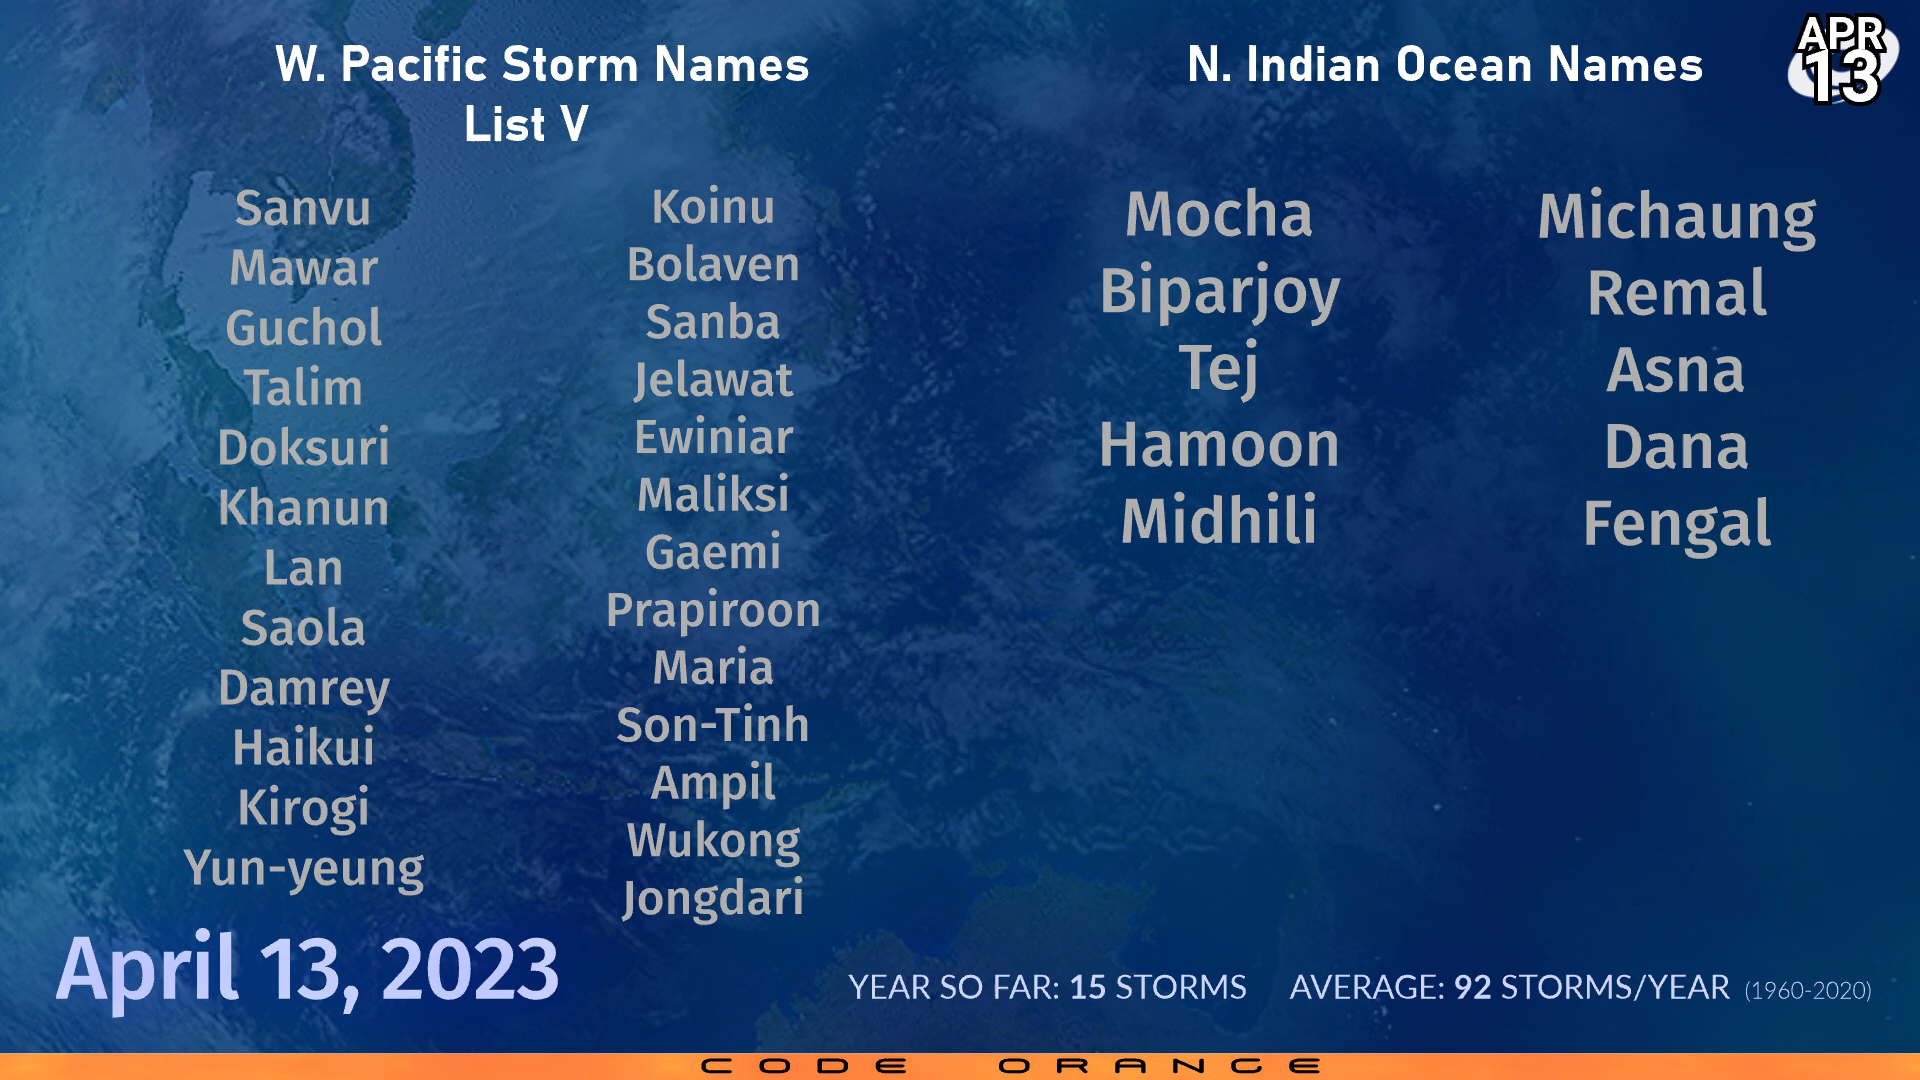 W. Pacific Storm Names
List V
Sanvu
Mawar
Guchol
Talim
Doksuri
Khanun
Lan
Saola
Damrey
Haikui
Kirogi
Yun-yeung
Koinu
Bolaven
Sanba
Jelawat
Ewiniar
Maliksi
Gaemi
Prapiroon
Maria
Son-Tinh
Ampil
Wukong
Jongdari
N. Indian Ocean Names
Mocha
Biparjoy
Tej
Hamoon
Midhili
Michaung
Remal
Asna
Dana
Fengal
APR
13
April 13, 2023
YEAR SO FAR: 15 STORMS
AVERAGE: 92 STORMS/YEAR (1960-2020)
CODE ORANGE